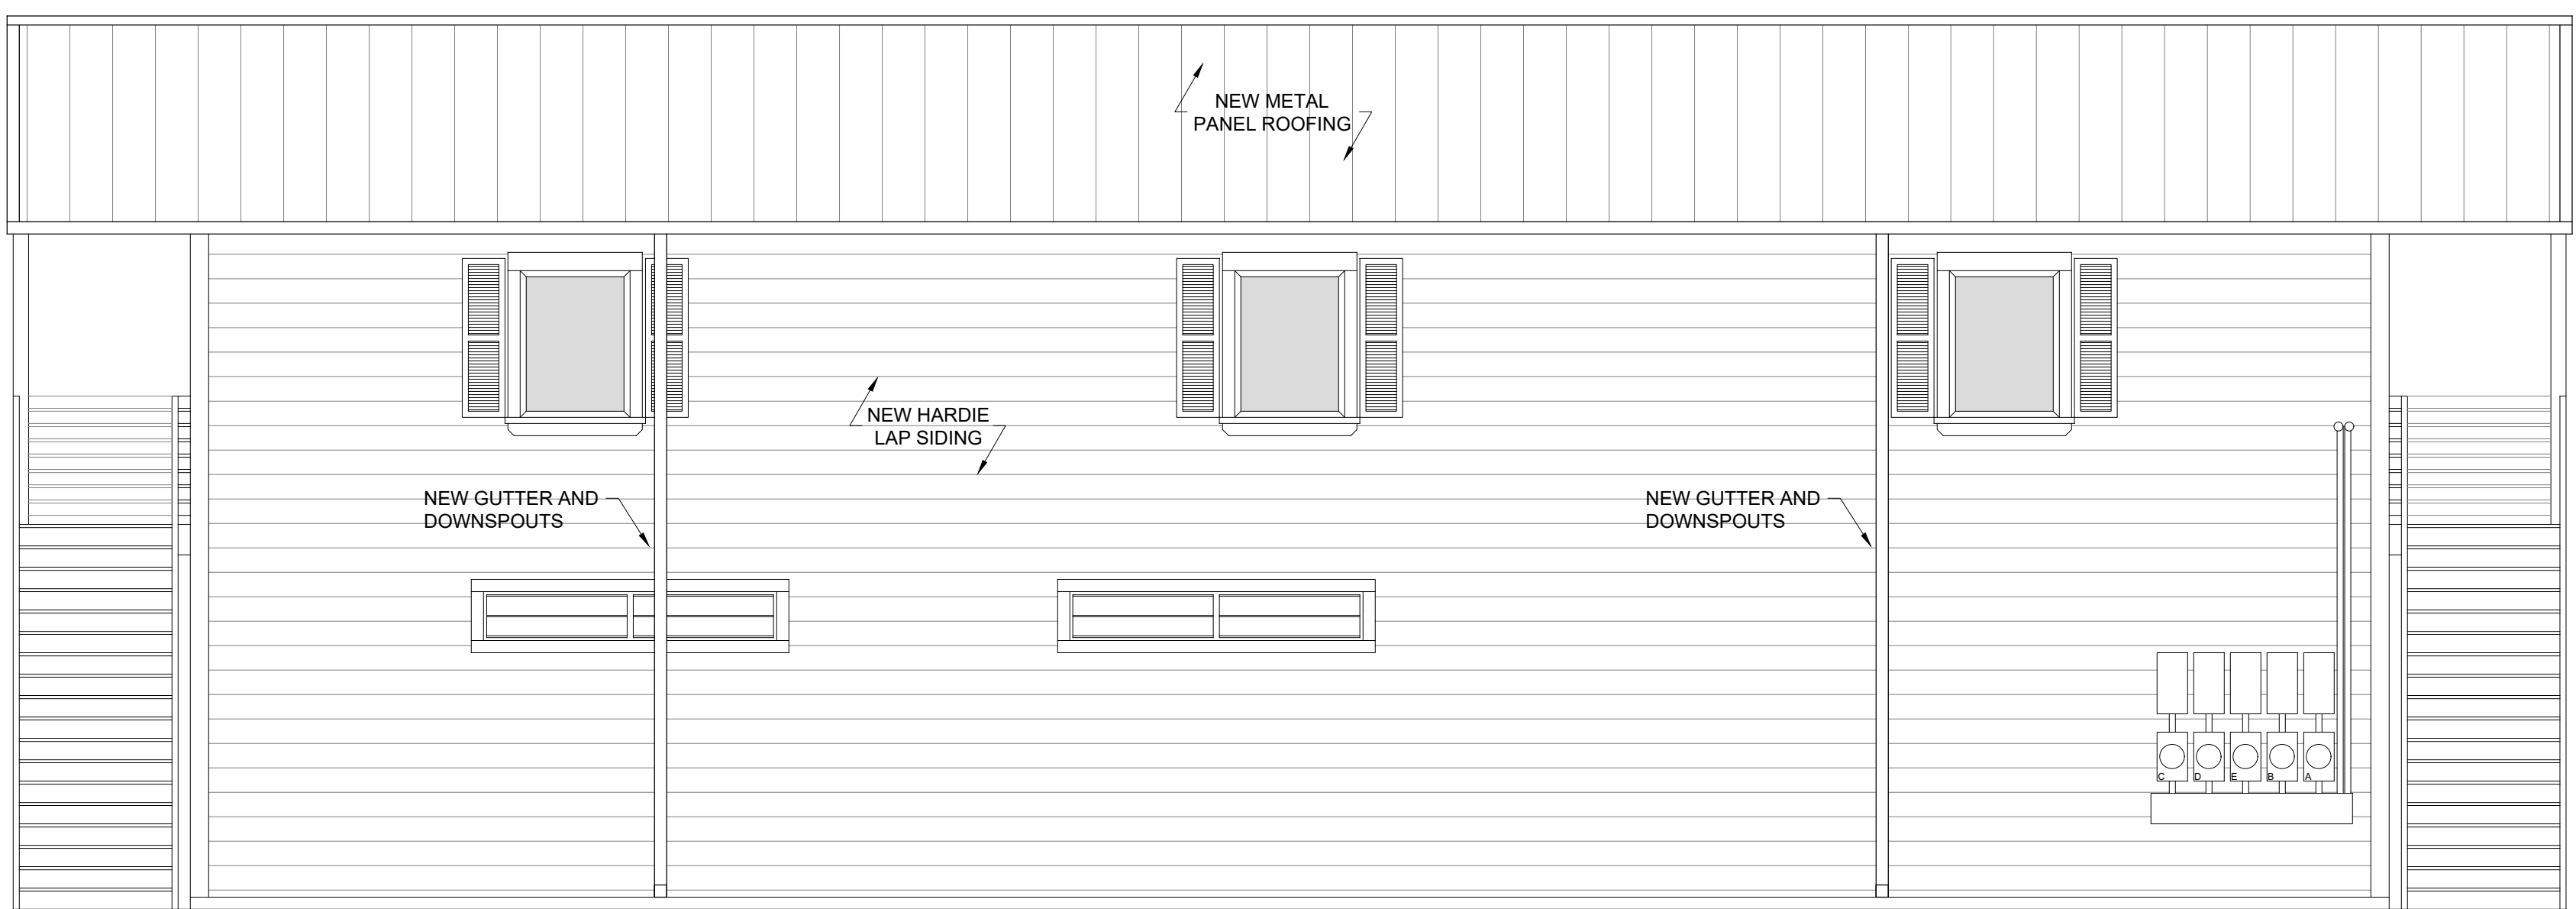 NEW METAL
PANEL ROOFING
NEW HARDIE
LAP SIDING
NEW GUTTER AND
DOWNSPOUTS
NEW GUTTER AND
DOWNSPOUTS
C D E B A